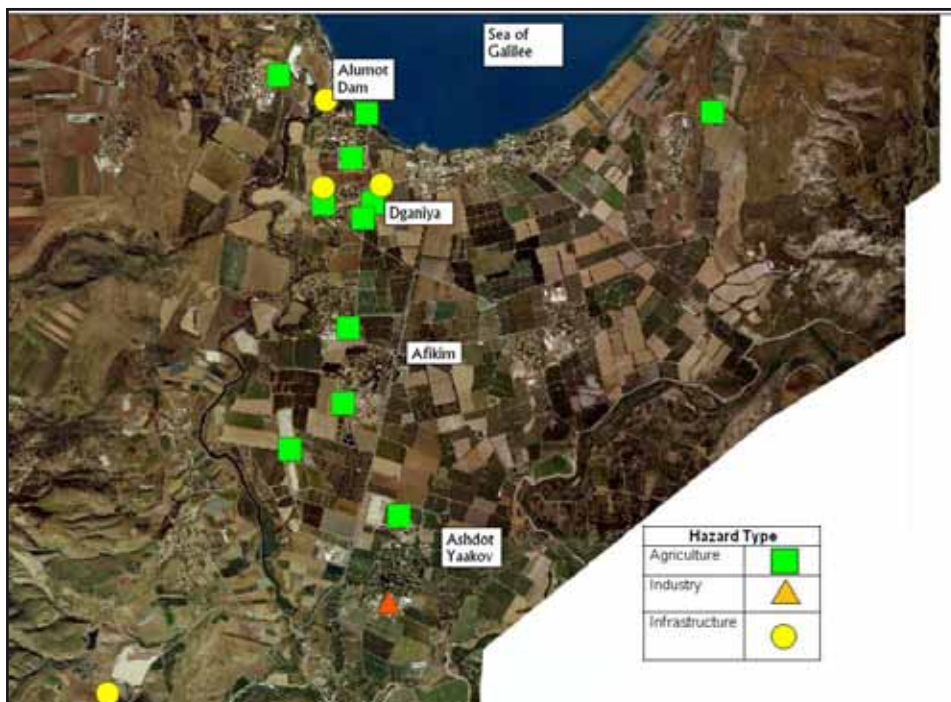 Sea of
Galilee
Alumot
Dam
Dganiya
Afikim
Ashdot
Yaakov
Hazard Type
Agriculture
Industry
Infrastructure